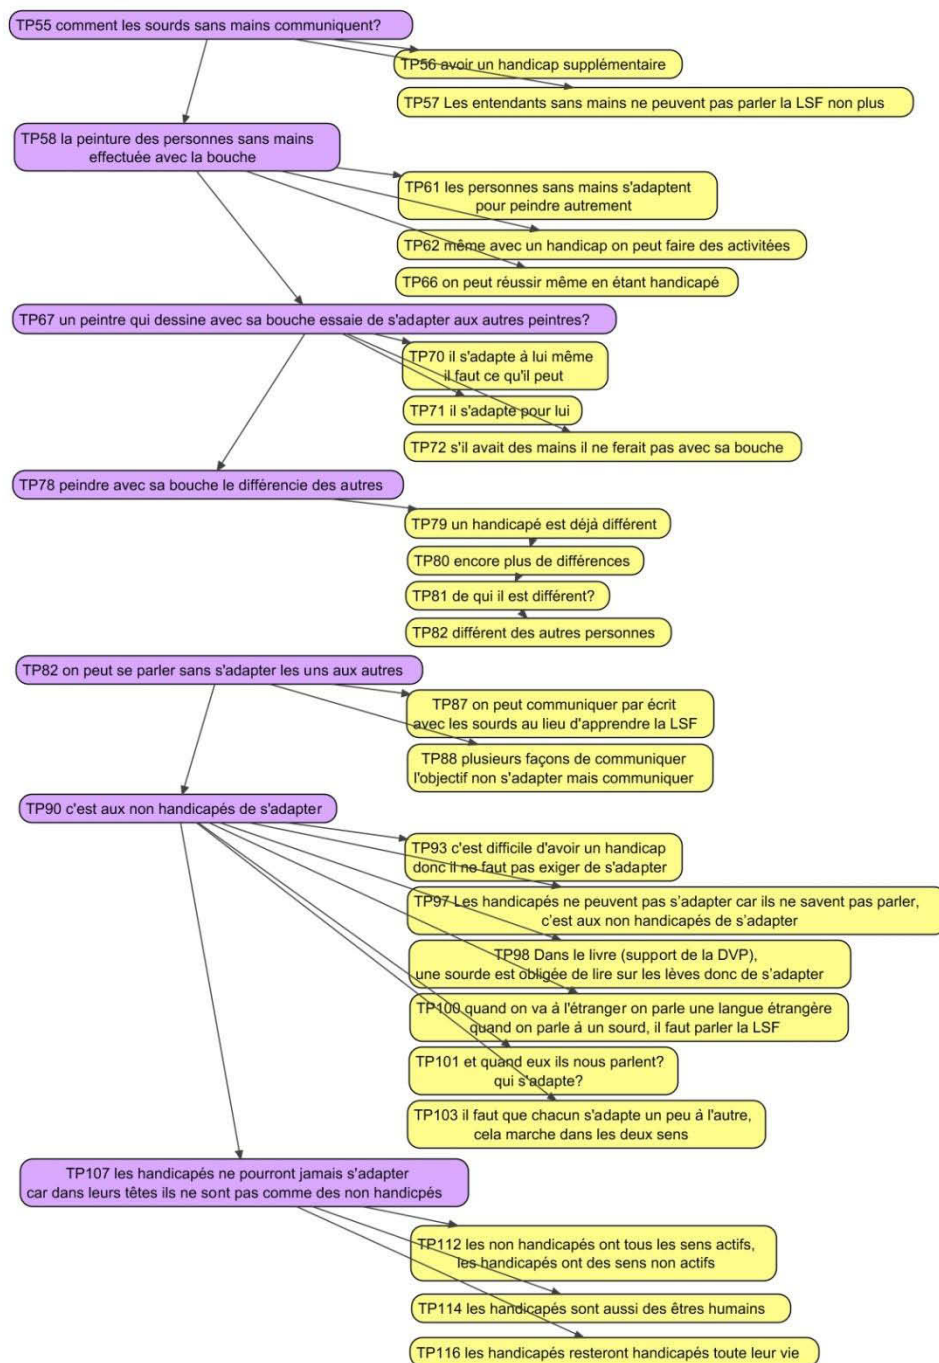 TP55 comment les sourds sans mains communiquent?
TP56 avoir un handicap supplémentaire
TP57 Les entendants sans mains ne peuvent pas parler la LSF non plus
TP58 la peinture des personnes sans mains
effectuée avec la bouche
TP61 les personnes sans mains s'adaptent
pour peindre autrement
TP62 même avec un handicap on peut faire des activitées
TP66 on peut réussir même en étant handicapé
TP67 un peintre qui dessine avec sa bouche essaie de s'adapter aux autres peintres?
TP70 il s'adapte á lui même
il faut ce qu'il peut
TP71 il s'adapte pour lui
TP72 s'il avait des mains il ne ferait pas avec sa bouche
TP78 peindre avec sa bouche le différencie des autres
TP79 un handicapé est déjà différent
TP80 encore plus de différences
TP81 de qui il est différent?
TP82 différent des autres personnes
TP82 on peut se parler sans s'adapter les uns aux autres
TP87 on peut communiquer par écrit
avec les sourds au lieu d'apprendre la LSF
TP88 plusieurs façons de communiquer
l'objectif non s'adapter mais communiquer
TP90 c'est aux non handicapés de s'adapter
TP93 c'est difficile d'avoir un handicap
donc il ne faut pas exiger de s'adapter
TP97 Les handicapés ne peuvent pas s’adapter car ils ne savent pas parler,
c’est aux non handicapés de s’adapter
TP98 Dans le livre (support de la DVP),
une sourde est obligée de lire sur les lèves donc de s’adapter
TP100 quand on va á l'étranger on parle une langue étrangère
quand on parle á un sourd, il faut parler la LSF
TP101 et quand eux ils nous parlent?
qui s'adapte?
TP103 il faut que chacun s'adapte un peu á l'autre,
cela marche dans les deux sens
TP107 les handicapés ne pourront jamais s'adapter
car dans leurs têtes ils ne sont pas comme des non handicpés
TP112 les non handicapés ont tous les sens actifs,
les handicapés ont des sens non actifs
TP114 les handicapés sont aussi des êtres humains
TP116 les handicapés resteront handicapés toute leur vie